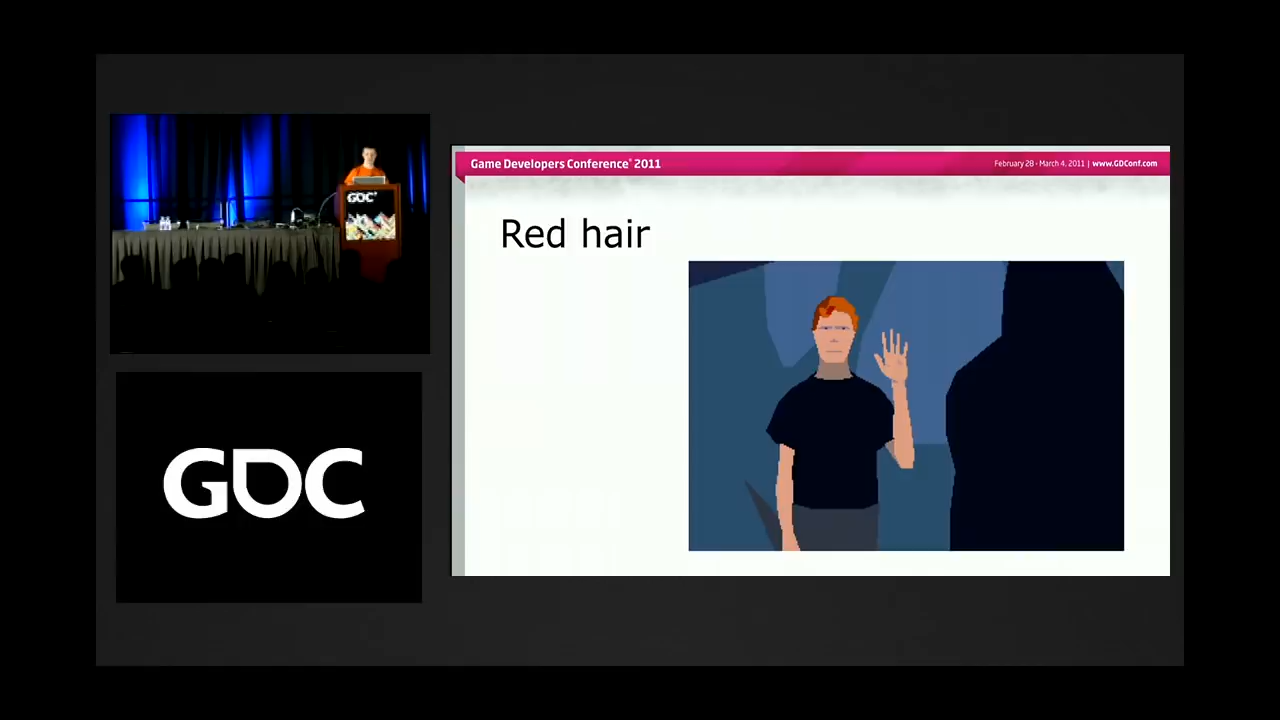 GDC
GDC
Game Developers Conference® 2011
February 28 - March 4, 2011 | www.GDConf.com
Red hair